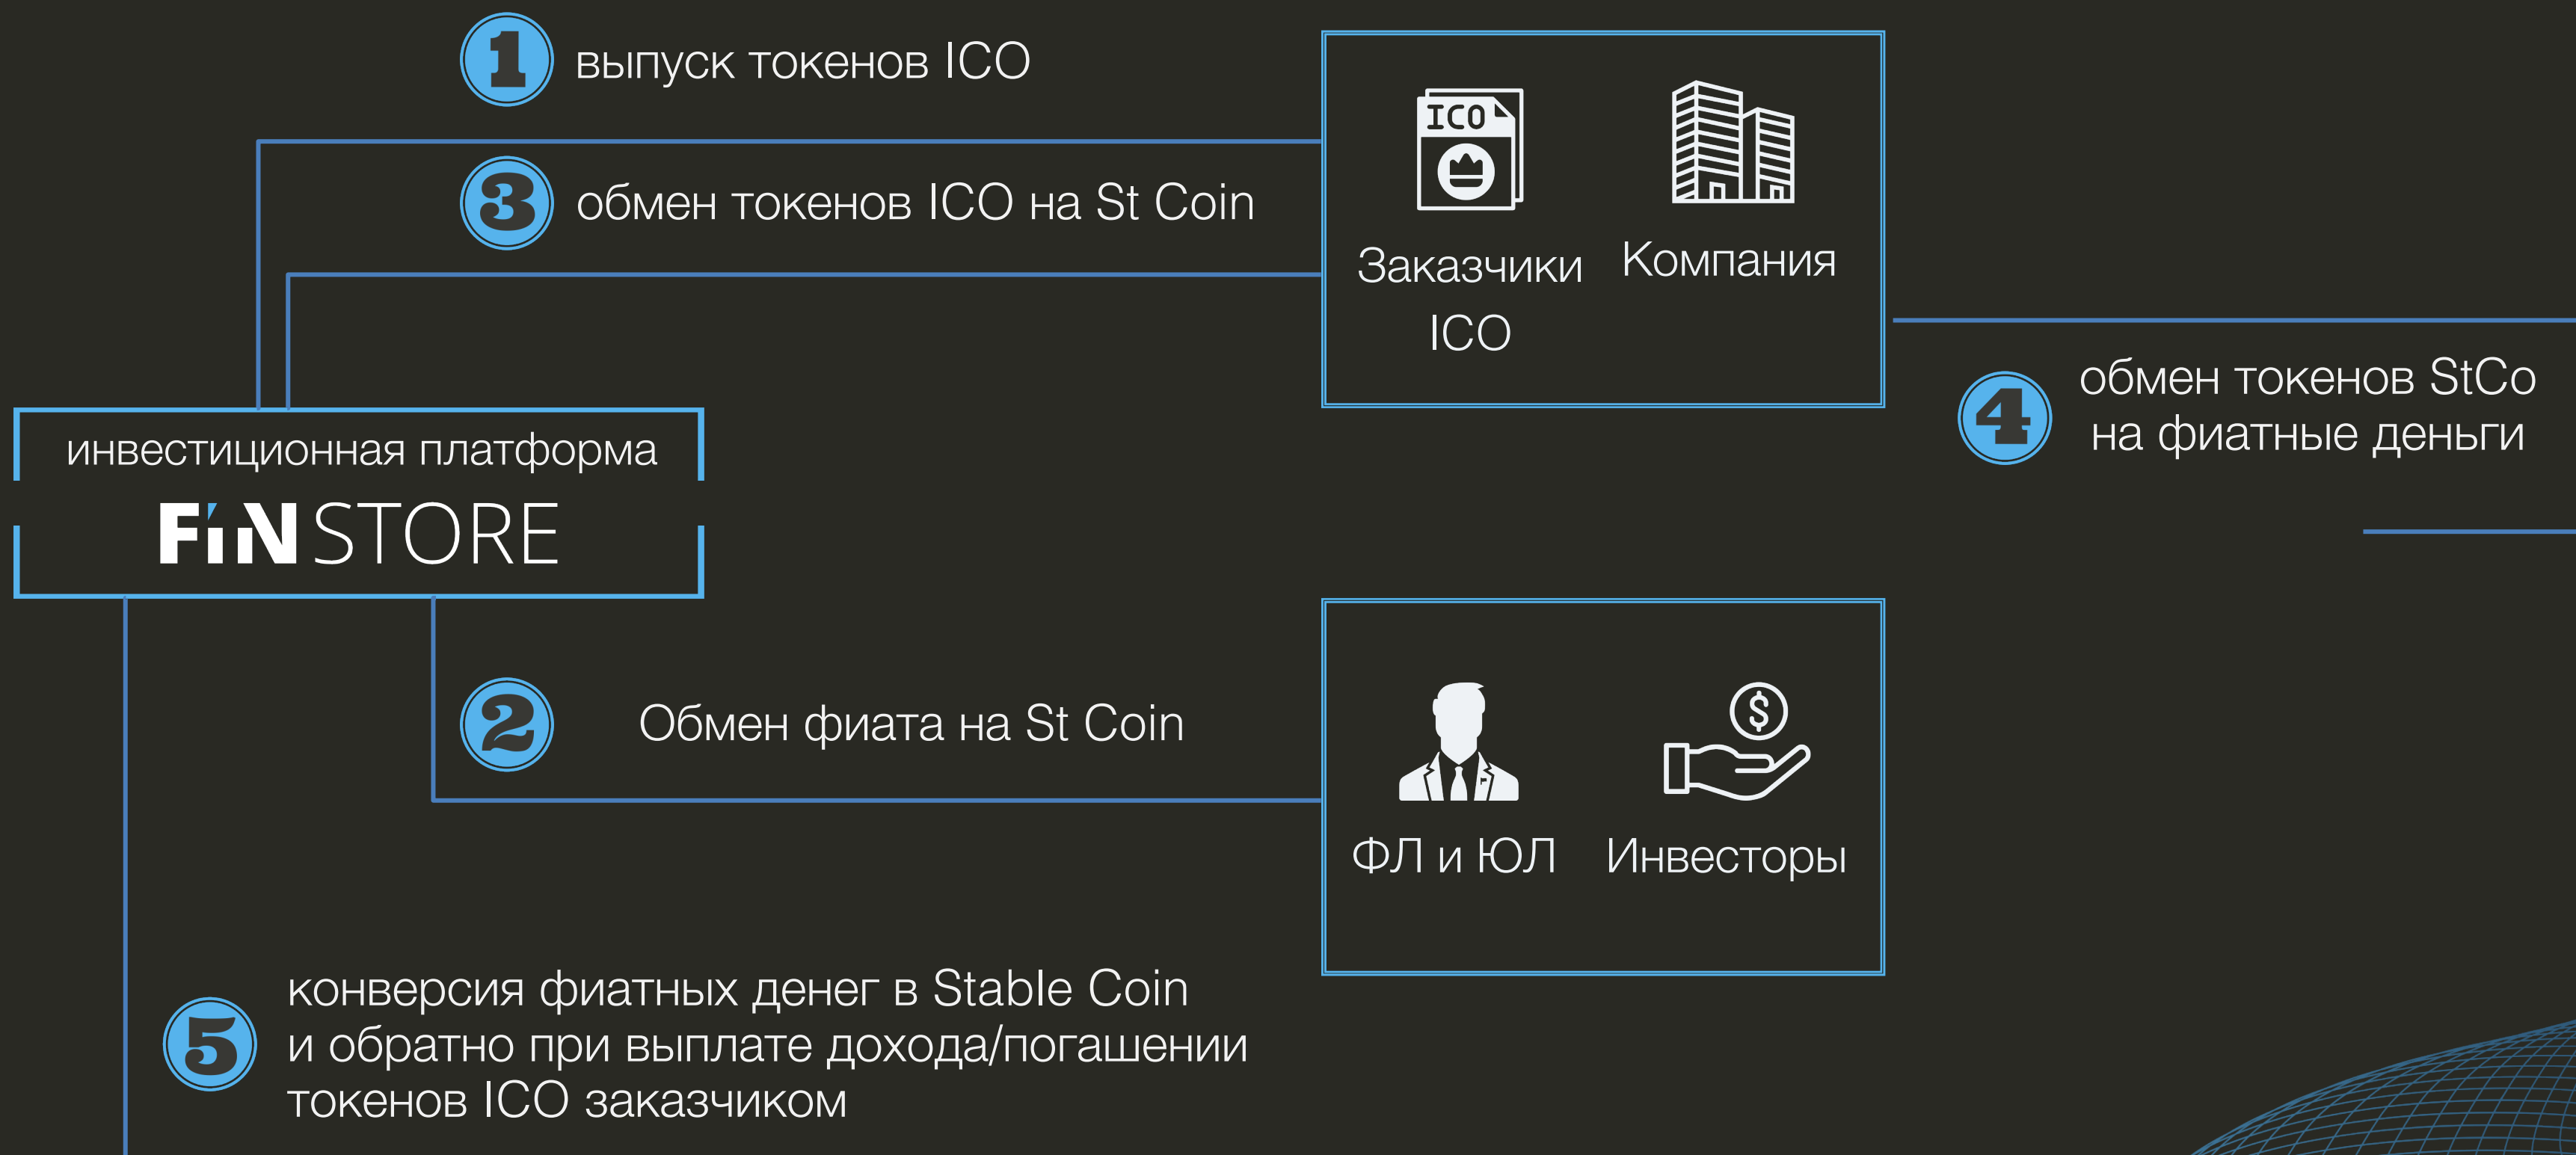 1
выпуск токенов ICO
3
обмен токенов ICO на St Coin
ICO
Заказчики
ICO
Компания
4
обмен токенов StCo
на фиатные деньги
инвестиционная платформа
FINSTORE
2
Обмен фиата на St Coin
$
ФЛ и ЮЛ
Инвесторы
5
конверсия фиатных денег в Stable Coin
и обратно при выплате дохода/погашении
токенов ICO заказчиком